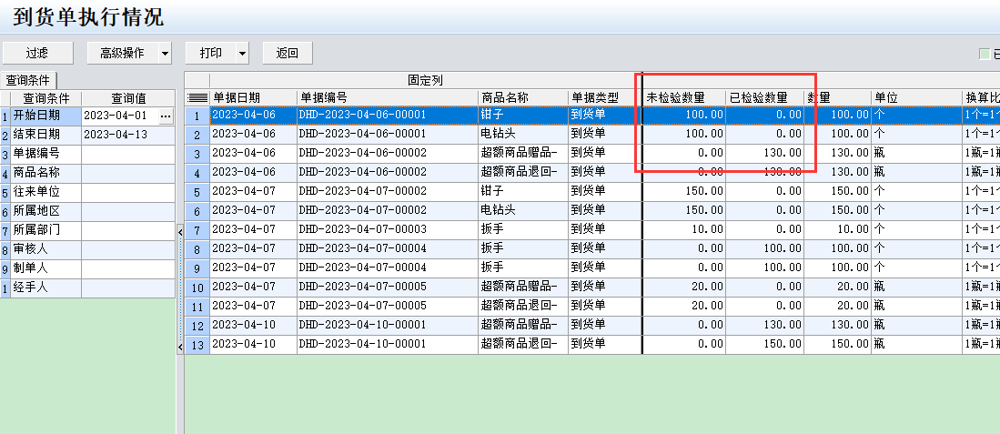 到货单执行情况
过滤 高级操作 打印 返回
查询条件 固定列
查询条件 查询值 单据日期 单据编号 商品名称 单据类型 未检验数量 已检验数量 数量 单位 换算比
1 开始日期 2023-04-01 ... 1 2023-04-06 DHD-2023-04-06-00001 钳子 到货单 100.00 0.00 100.00 个 1个=1个
2 结束日期 2023-04-13 2 2023-04-06 DHD-2023-04-06-00001 电钻头 到货单 100.00 0.00 100.00 个 1个=1个
3 单据编号 3 2023-04-06 DHD-2023-04-06-00002 超额商品赠品- 到货单 0.00 130.00 130.00 瓶 1瓶=1瓶
4 商品名称 4 2023-04-06 DHD-2023-04-06-00002 超额商品退回- 到货单 0.00 130.00 130.00 瓶 1瓶=1瓶
5 往来单位 5 2023-04-07 DHD-2023-04-07-00002 钳子 到货单 150.00 0.00 150.00 个 1个=1个
6 所属地区 6 2023-04-07 DHD-2023-04-07-00002 电钻头 到货单 150.00 0.00 150.00 个 1个=1个
7 所属部门 7 2023-04-07 DHD-2023-04-07-00003 扳手 到货单 10.00 0.00 10.00 个 1个=1个
8 审核人 8 2023-04-07 DHD-2023-04-07-00004 扳手 到货单 0.00 100.00 100.00 个 1个=1个
9 制单人 9 2023-04-07 DHD-2023-04-07-00004 扳手 到货单 0.00 100.00 100.00 个 1个=1个
1 经手人 10 2023-04-07 DHD-2023-04-07-00005 超额商品赠品- 到货单 20.00 0.00 20.00 瓶 1瓶=1瓶
11 2023-04-07 DHD-2023-04-07-00005 超额商品退回- 到货单 20.00 0.00 20.00 瓶 1瓶=1瓶
12 2023-04-10 DHD-2023-04-10-00001 超额商品赠品- 到货单 0.00 130.00 130.00 瓶 1瓶=1瓶
13 2023-04-10 DHD-2023-04-10-00001 超额商品退回- 到货单 0.00 150.00 150.00 瓶 1瓶=1瓶